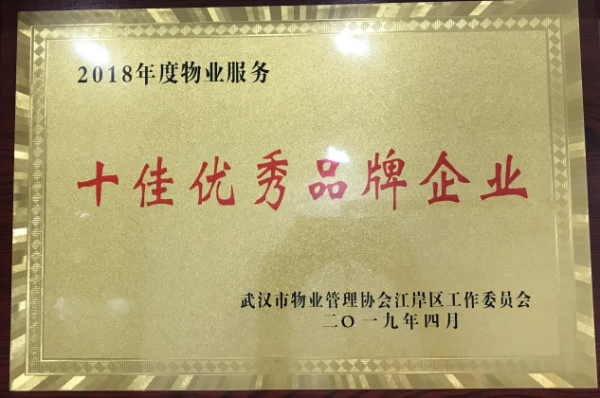 2018年度物业服务
十佳优秀品牌企业
武汉市物业管理协会江岸区工作委员会
二〇一九年四月